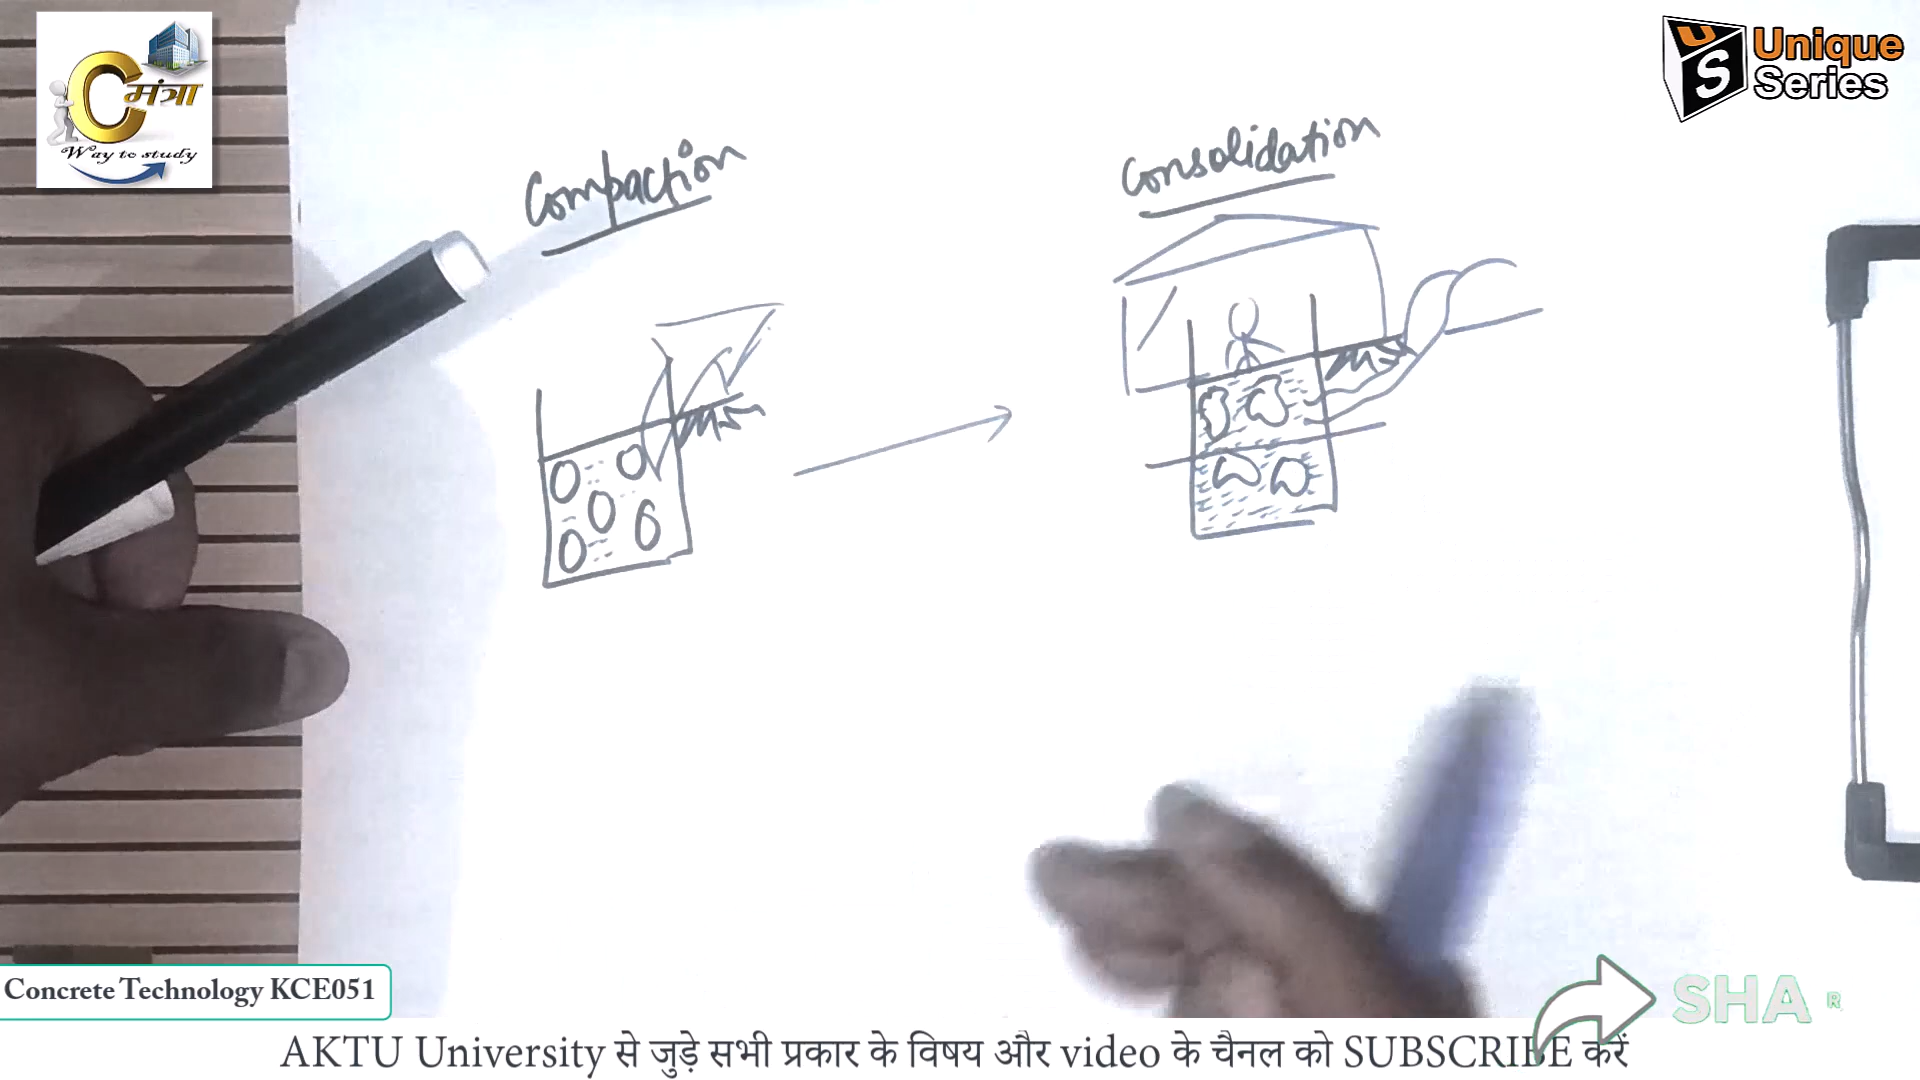 C मंत्रा
Way to study
US
Unique
Series
Compaction
Consolidation
Concrete Technology KCE051
SHA R
AKTU University से जुड़े सभी प्रकार के विषय और video के चैनल को SUBSCRIBE करें